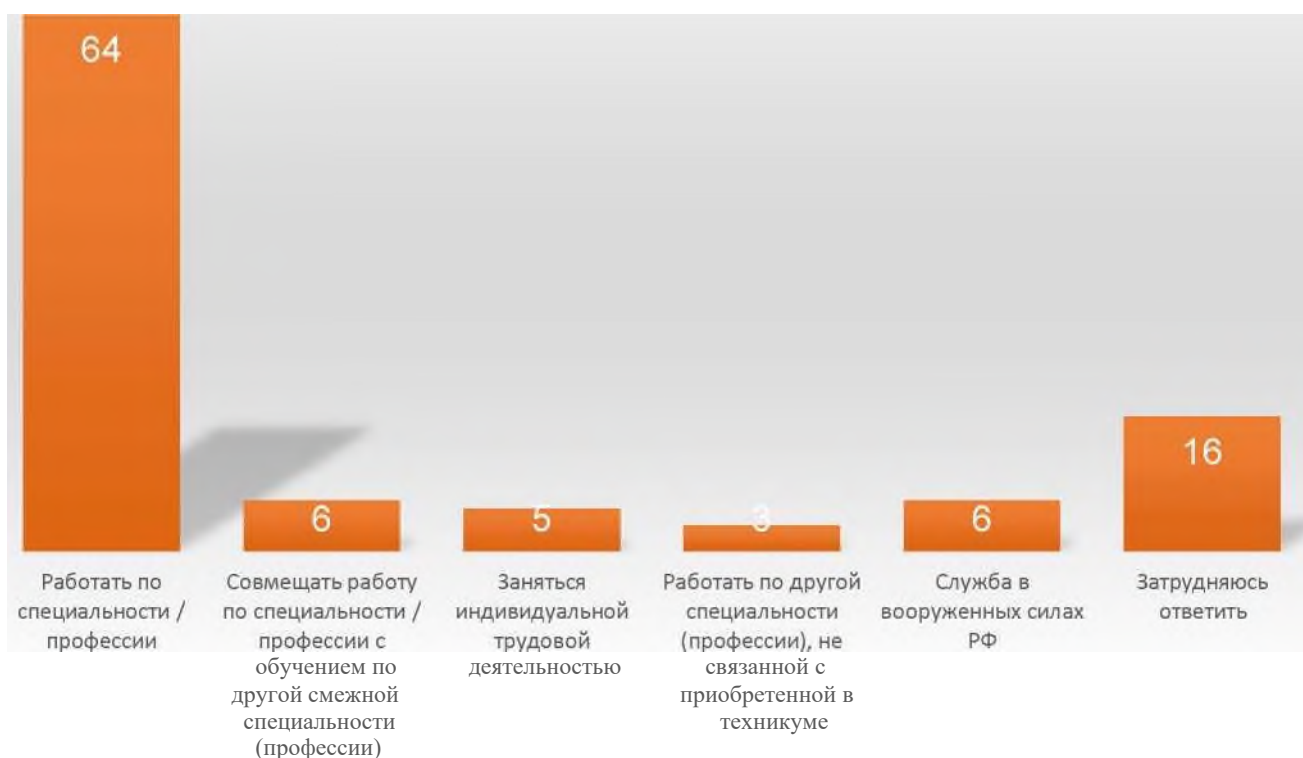 64
6
5
3
6
16
Работать по
специальности /
профессии
Совмещать работу
по специальности /
профессии с
обучением по
другой смежной
специальности
(профессии)
Заняться
индивидуальной
трудовой
деятельностью
Работать по другой
специальности
(профессии), не
связанной с
приобретенной в
техникуме
Служба в
вооруженных силах
РФ
Затрудняюсь
ответить